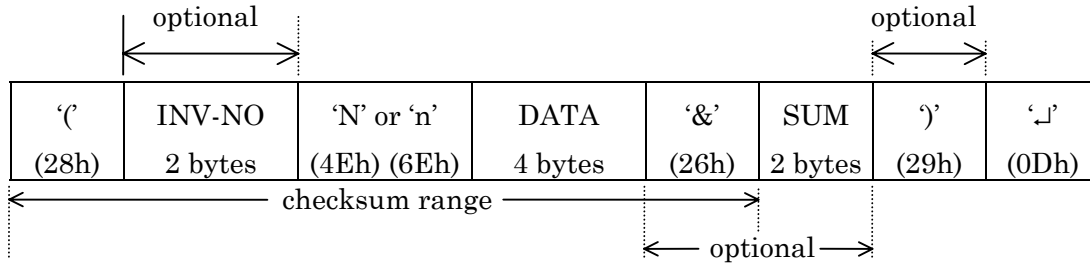 optional optional
‘(’ INV-NO ‘N’ or ‘n’ DATA ‘&’ SUM ‘)’ ‘↵’
(28h) 2 bytes (4Eh) (6Eh) 4 bytes (26h) 2 bytes (29h) (0Dh)
checksum range
optional